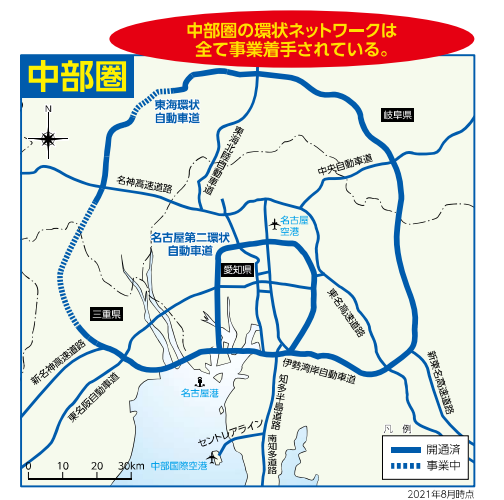 中部圏の環状ネットワークは
全て事業着手されている。
中部圏
N
東海環状
自動車道
岐阜県
東海北陸自動車道
中央自動車道
名神高速道路
名古屋
空港
名古屋第二環状
自動車道
愛知県
東名高速道路
三重県
新名神高速道路
東名阪自動車道
伊勢湾岸自動車道
新東名高速道路
名古屋港
知多半島道路
セントレアライン
南知多道路
中部国際空港
凡 例
開通済
事業中
0 10 20 30km
2021年8月時点